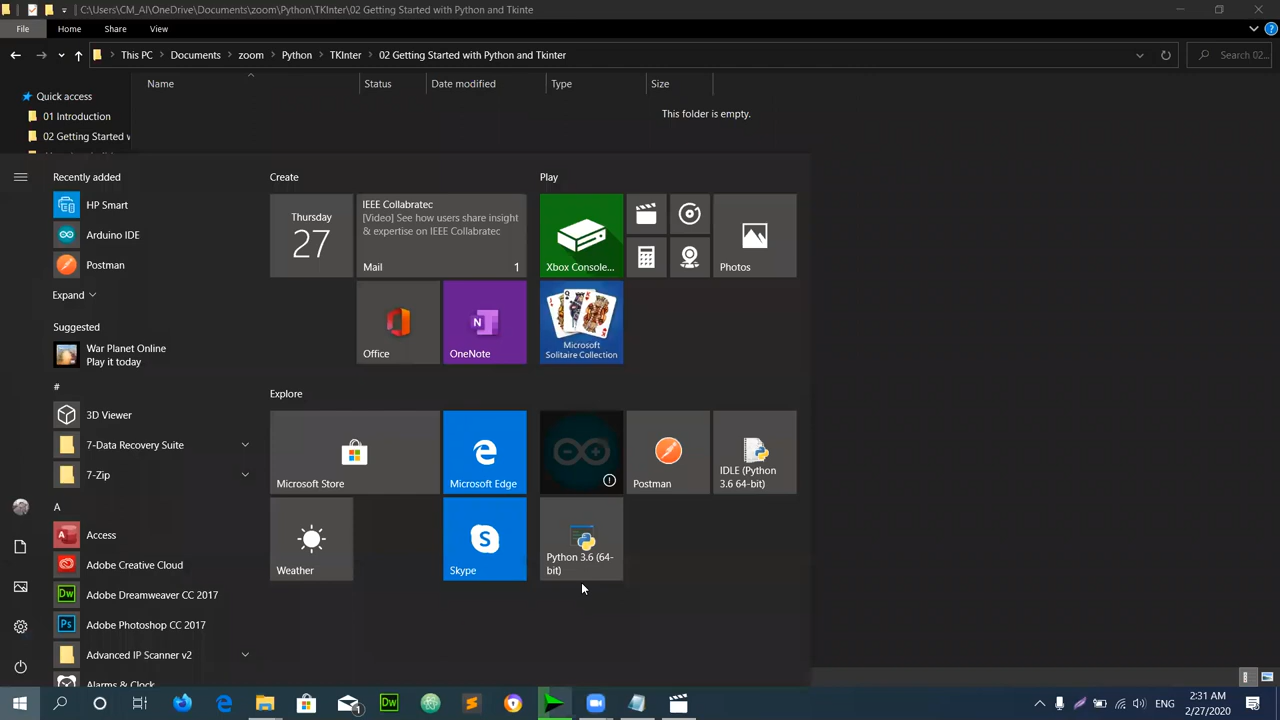 C:\Users\CM_AI\OneDrive\Documents\zoom\Python\TKInter\02 Getting Started with Python and Tkinte
File
Home
Share
View
This PC
Documents
zoom
Python
TKInter
02 Getting Started with Python and Tkinter
Search 02...
Name
Status
Date modified
Type
Size
Quick access
This folder is empty.
01 Introduction
02 Getting Started w
Recently added
HP Smart
Arduino IDE
Postman
Expand
Suggested
War Planet Online
Play it today
#
3D Viewer
7-Data Recovery Suite
7-Zip
A
Access
Adobe Creative Cloud
Adobe Dreamweaver CC 2017
Adobe Photoshop CC 2017
Advanced IP Scanner v2
Alarms & Clock
Create
Thursday
27
IEEE Collabratec
[Video] See how users share insight
& expertise on IEEE Collabratec
Mail
1
Office
OneNote
Play
Xbox Console...
Photos
Microsoft
Solitaire Collection
Explore
Microsoft Store
Microsoft Edge
Postman
IDLE (Python
3.6 64-bit)
Weather
Skype
Python 3.6 (64-
bit)
Dw
Ps
Dw
ENG
2:31 AM
2/27/2020